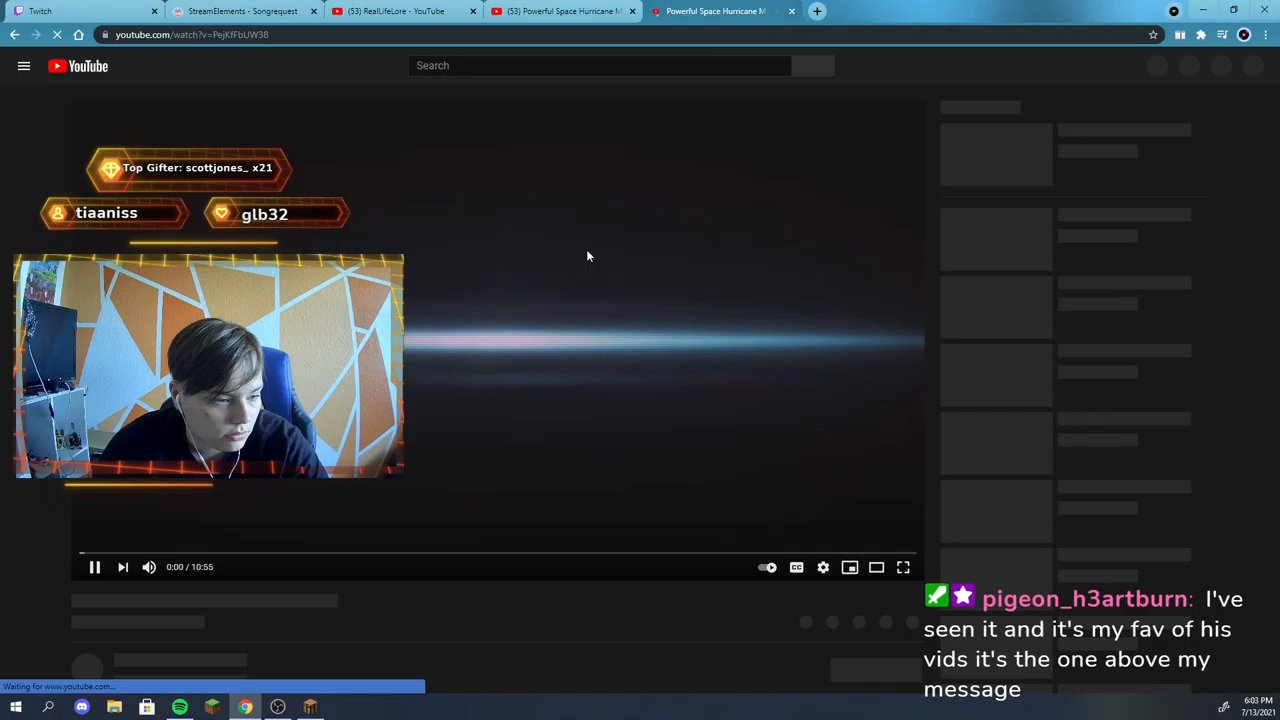 Twitch
StreamElements - Songrequest
(53) RealLifeLore - YouTube
(53) Powerful Space Hurricane M
Powerful Space Hurricane M
youtube.com/watch?v=PejKfFbUW38
YouTube
Search
Top Gifter: scottjones_ x21
tiaaniss
glb32
0:00 / 10:55
CC
pigeon_h3artburn: I've
seen it and it's my fav of his
vids it's the one above my
message
Waiting for www.youtube.com...
6:03 PM
7/13/2021